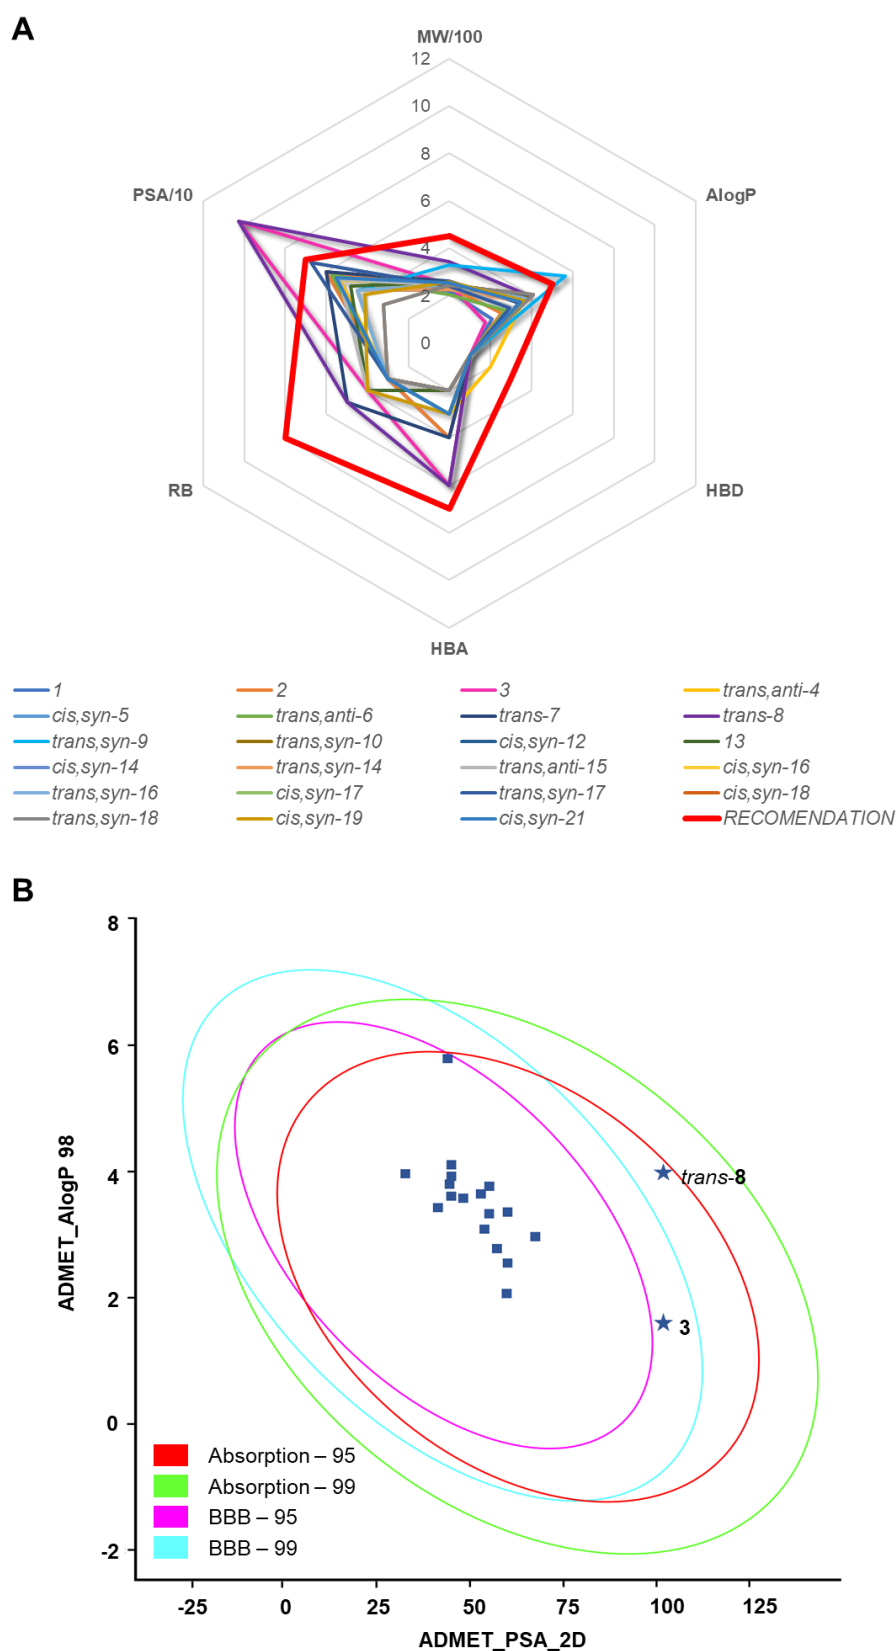 A
MW/100
12
10
8
6
4
2
0
PSA/10
AlogP
RB
HBD
HBA
1 2 3 trans,anti-4
cis,syn-5 trans,anti-6 trans-7 trans-8
trans,syn-9 trans,syn-10 cis,syn-12 13
cis,syn-14 trans,syn-14 trans,anti-15 cis,syn-16
trans,syn-16 cis,syn-17 trans,syn-17 cis,syn-18
trans,syn-18 cis,syn-19 cis,syn-21 RECOMENDATION
B
8
6
4
2
0
-2
ADMET_AlogP 98
trans-8
3
Absorption – 95
Absorption – 99
BBB – 95
BBB – 99
-25 0 25 50 75 100 125
ADMET_PSA_2D